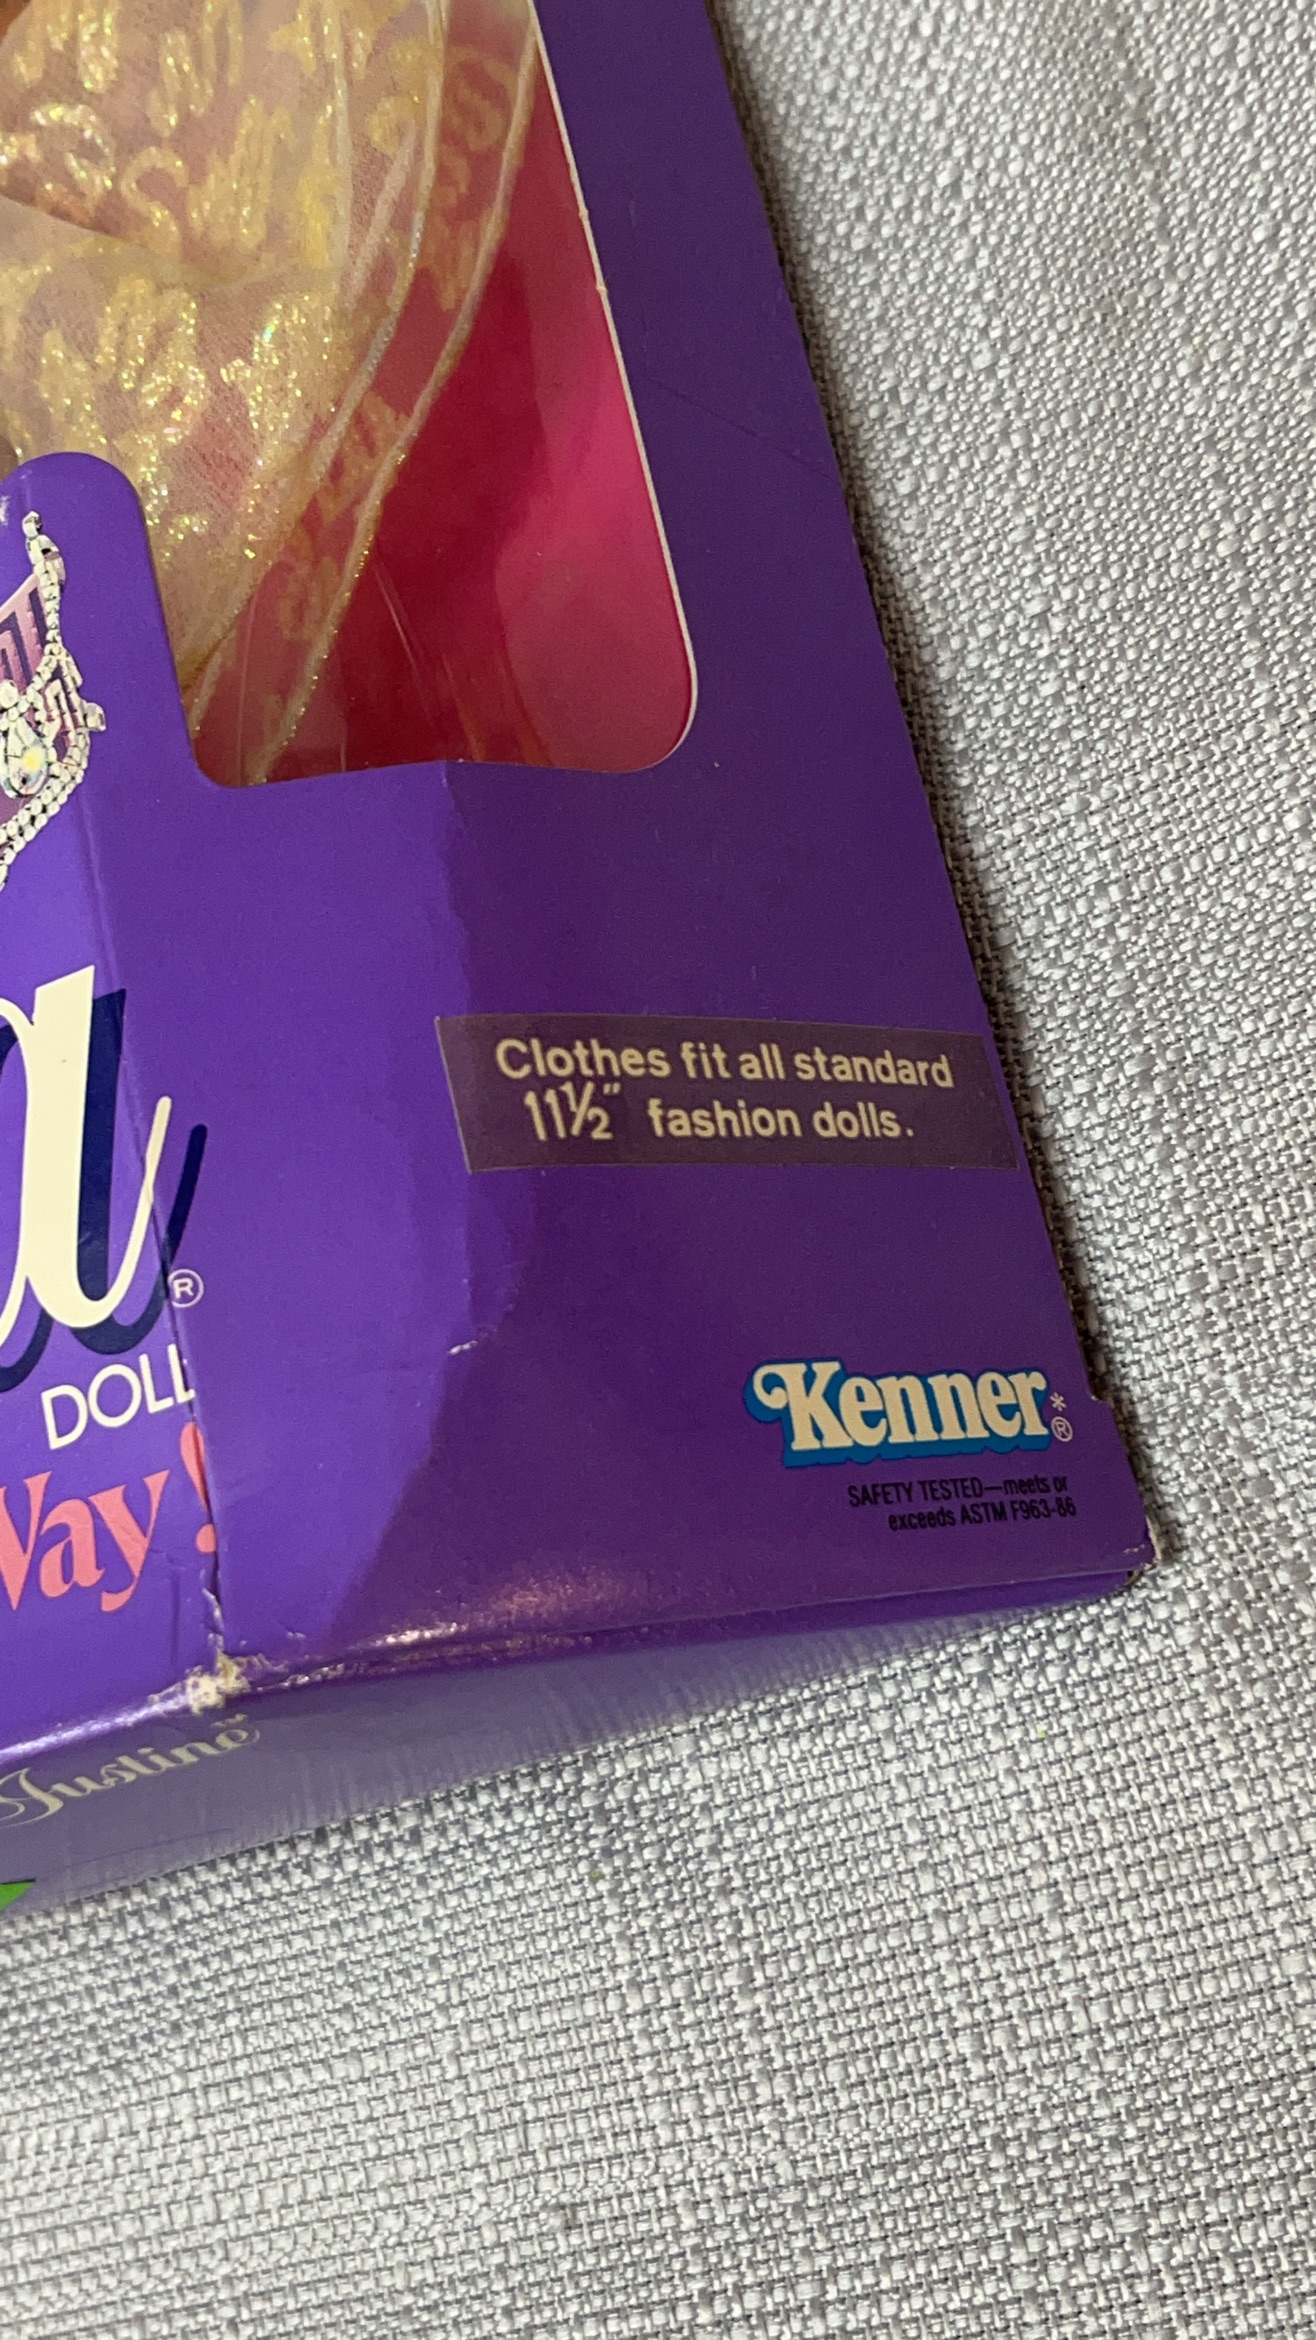 Clothes fit all standard
11½" fashion dolls.
a®
DOLL
Way!
Kenner*®
SAFETY TESTED—meets or
exceeds ASTM F963-86
Justine™